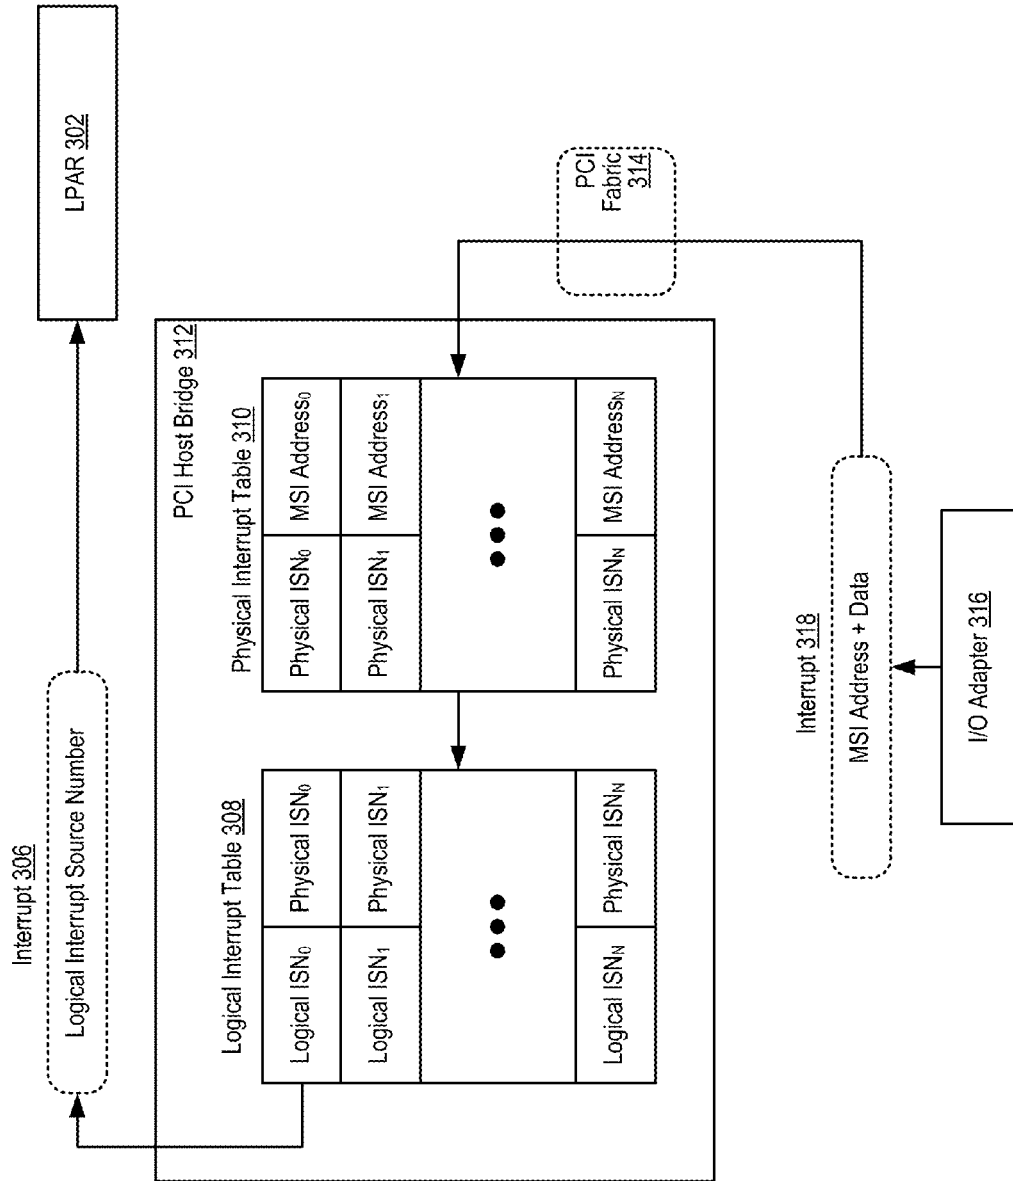 Interrupt 306
Logical Interrupt Source Number
LPAR 302
PCI Host Bridge 312
Logical Interrupt Table 308
Logical ISN0 Physical ISN0
Logical ISN1 Physical ISN1
Logical ISNN Physical ISNN
Physical Interrupt Table 310
Physical ISN0 MSI Address0
Physical ISN1 MSI Address1
Physical ISNN MSI AddressN
PCI
Fabric
314
Interrupt 318
MSI Address + Data
I/O Adapter 316